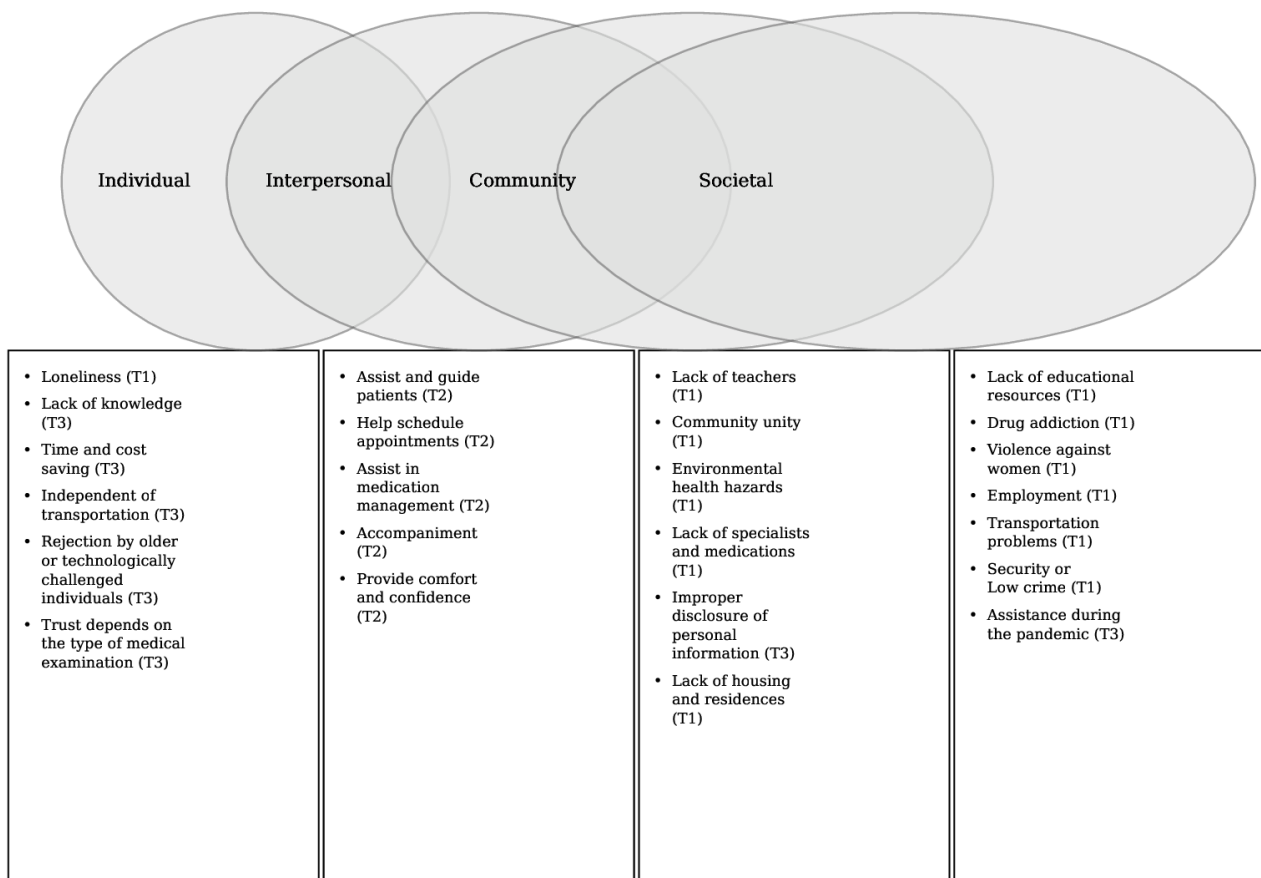 Individual
Interpersonal
Community
Societal
• Loneliness (T1)
• Lack of knowledge
(T3)
• Time and cost
saving (T3)
• Independent of
transportation (T3)
• Rejection by older
or technologically
challenged
individuals (T3)
• Trust depends on
the type of medical
examination (T3)
• Assist and guide
patients (T2)
• Help schedule
appointments (T2)
• Assist in
medication
management (T2)
• Accompaniment
(T2)
• Provide comfort
and confidence
(T2)
• Lack of teachers
(T1)
• Community unity
(T1)
• Environmental
health hazards
(T1)
• Lack of specialists
and medications
(T1)
• Improper
disclosure of
personal
information (T3)
• Lack of housing
and residences
(T1)
• Lack of educational
resources (T1)
• Drug addiction (T1)
• Violence against
women (T1)
• Employment (T1)
• Transportation
problems (T1)
• Security or
Low crime (T1)
• Assistance during
the pandemic (T3)